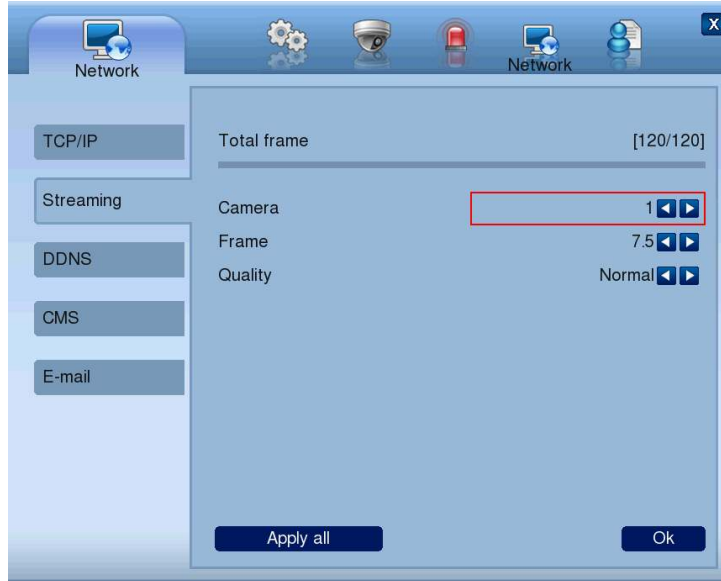 X
Network
Network
TCP/IP
Streaming
DDNS
CMS
E-mail
Total frame [120/120]
Camera 1
Frame 7.5
Quality Normal
Apply all
Ok